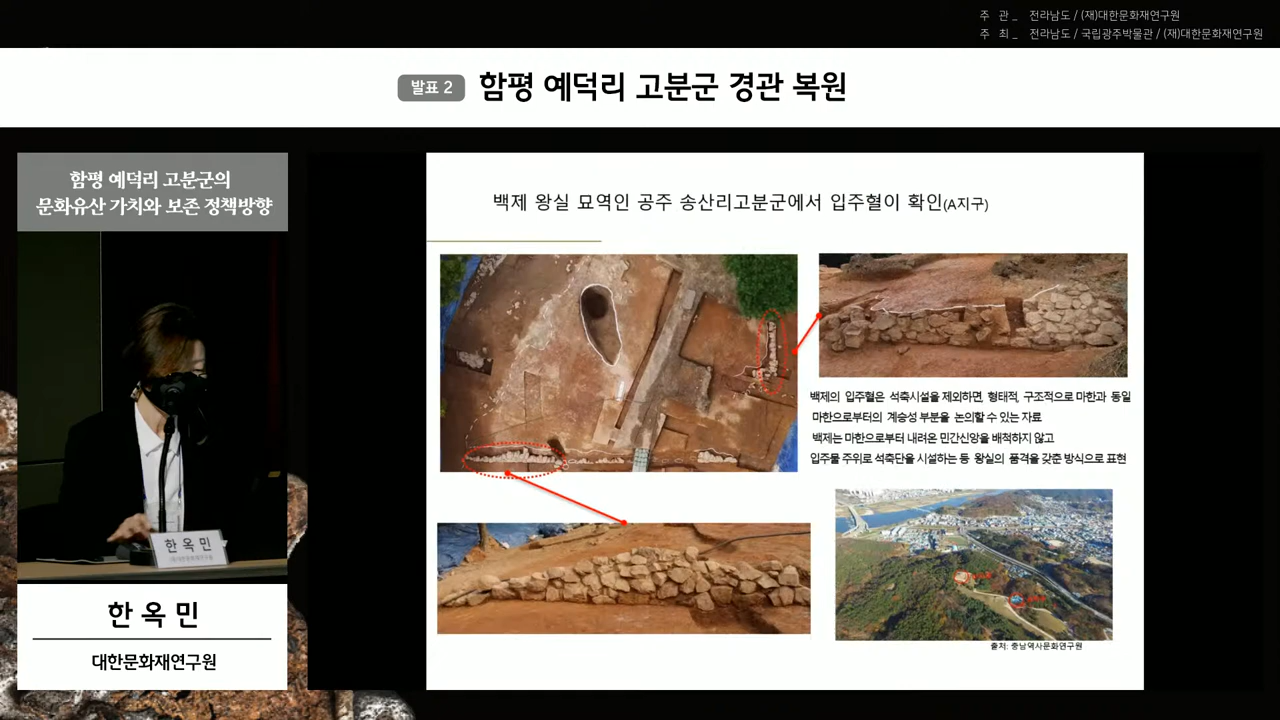 주 관 _ 전라남도 / (재)대한문화재연구원
주 최 _ 전라남도 / 국립광주박물관 / (재)대한문화재연구원
발표 2 함평 예덕리 고분군 경관 복원
함평 예덕리 고분군의
문화유산 가치와 보존 정책방향
백제 왕실 묘역인 공주 송산리고분군에서 입주혈이 확인(A지구)
백제의 입주혈은 석축시설을 제외하면, 형태적, 구조적으로 마한과 동일
마한으로부터의 계승성 부분을 논의할 수 있는 자료
백제는 마한으로부터 내려온 민간신앙을 배척하지 않고
입주물 주위로 석축단을 시설하는 등 왕실의 품격을 갖춘 방식으로 표현
출처: 충남역사문화연구원
한 옥 민
한 옥 민
대한문화재연구원